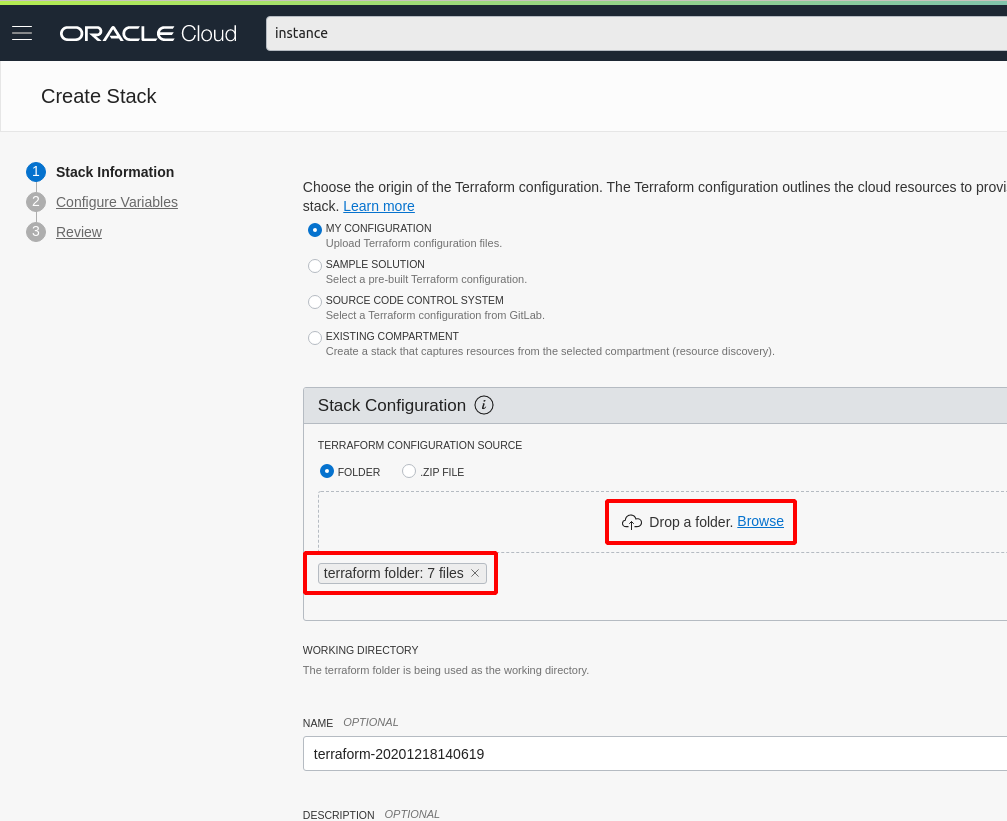 ORACLE Cloud
instance
Create Stack
1 Stack Information
2 Configure Variables
3 Review
Choose the origin of the Terraform configuration. The Terraform configuration outlines the cloud resources to provi
stack. Learn more
MY CONFIGURATION
Upload Terraform configuration files.
SAMPLE SOLUTION
Select a pre-built Terraform configuration.
SOURCE CODE CONTROL SYSTEM
Select a Terraform configuration from GitLab.
EXISTING COMPARTMENT
Create a stack that captures resources from the selected compartment (resource discovery).
Stack Configuration i
TERRAFORM CONFIGURATION SOURCE
FOLDER .ZIP FILE
Drop a folder. Browse
terraform folder: 7 files ×
WORKING DIRECTORY
The terraform folder is being used as the working directory.
NAME OPTIONAL
terraform-20201218140619
DESCRIPTION OPTIONAL